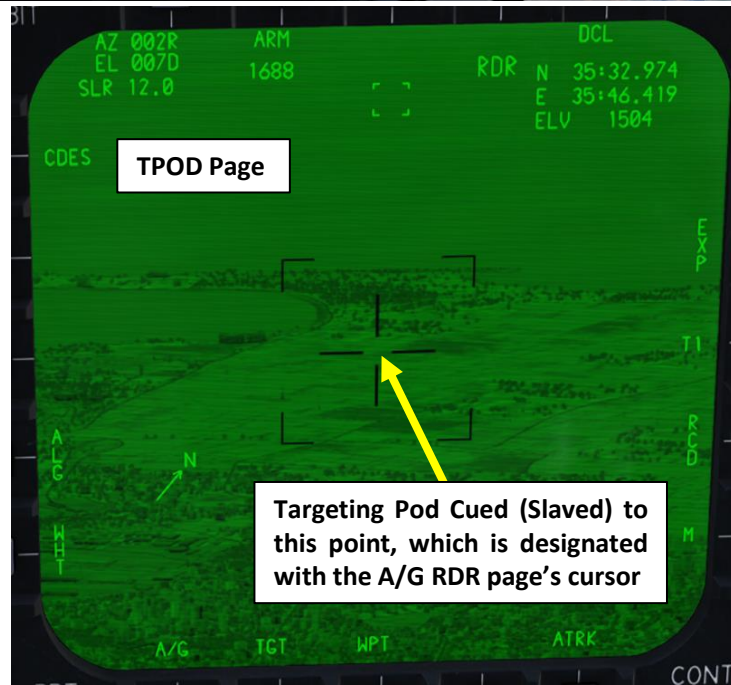 BIT
AZ 002R
EL 007D
SLR 12.0
ARM
1688
RDR
DCL
N 35:32.974
E 35:46.419
ELV 1504
CDES
TPOD Page
EXP
TI
RCD
ALG
N
WHT
M
Targeting Pod Cued (Slaved) to
this point, which is designated
with the A/G RDR page's cursor
A/G TGT WPT ATRK
CONT